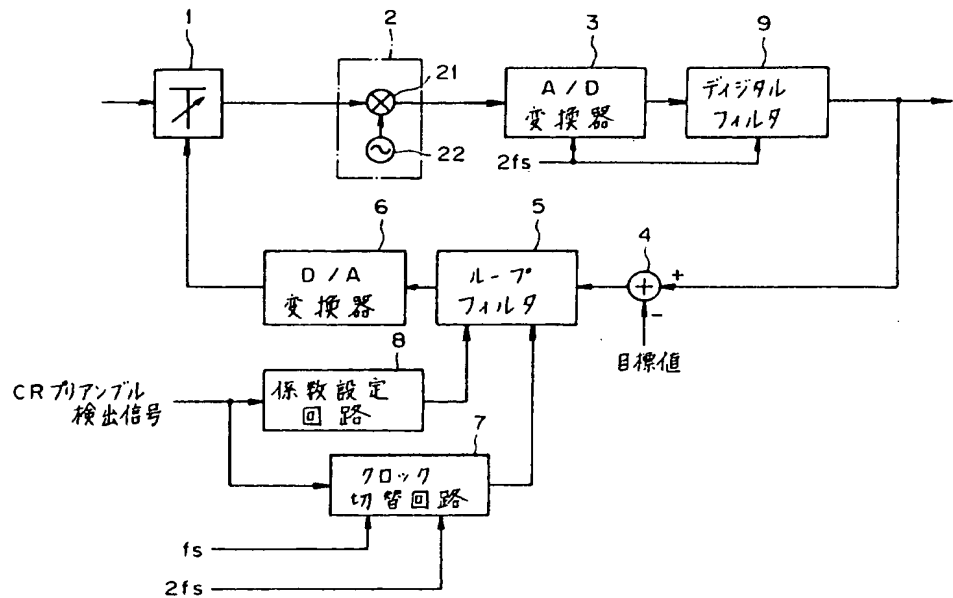 1
2
3
9
21
22
A/D
変換器
ディジタル
フィルタ
2fs
6
5
4
D/A
変換器
ループ
フィルタ
+
−
目標値
8
CRプリアンブル
検出信号
係数設定
回路
7
クロック
切替回路
fs
2fs